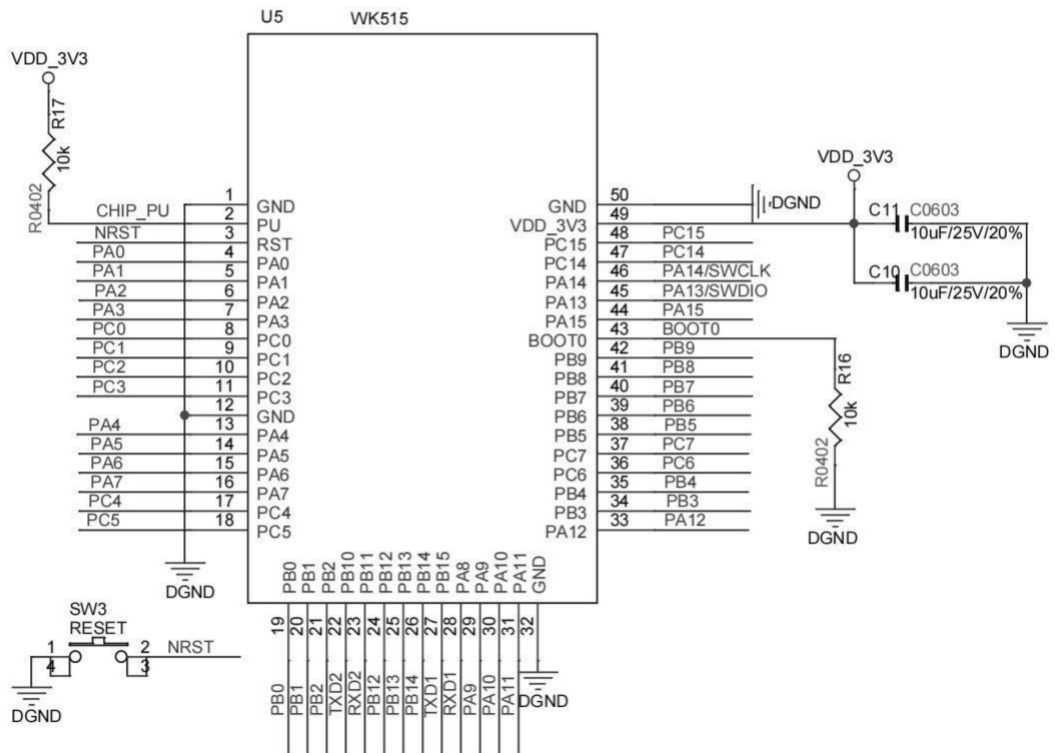 U5 WK515
VDD_3V3
R17
10k
R0402
CHIP_PU
NRST
PA0
PA1
PA2
PA3
PC0
PC1
PC2
PC3
PA4
PA5
PA6
PA7
PC4
PC5
1 GND
2 PU
3 RST
4 PA0
5 PA1
6 PA2
7 PA3
8 PC0
9 PC1
10 PC2
11 PC3
12 GND
13 PA4
14 PA5
15 PA6
16 PA7
17 PC4
18 PC5
DGND
GND 50
VDD_3V3 49
PC15 48 PC15
PC14 47 PC14
PA14 46 PA14/SWCLK
PA13 45 PA13/SWDIO
PA15 44 PA15
BOOT0 43 BOOT0
PB9 42 PB9
PB8 41 PB8
PB7 40 PB7
PB6 39 PB6
PB5 38 PB5
PC7 37 PC7
PC6 36 PC6
PB4 35 PB4
PB3 34 PB3
PA12 33 PA12
DGND
VDD_3V3
C11 C0603
10uF/25V/20%
C10 C0603
10uF/25V/20%
DGND
R16
10k
R0402
DGND
PB0 PB1 PB2 PB10 PB11 PB12 PB13 PB14 PB15 PA8 PA9 PA10 PA11 GND
19 20 21 22 23 24 25 26 27 28 29 30 31 32
PB0 PB1 PB2 TXD2 RXD2 PB12 PB13 PB14 TXD1 RXD1 PA9 PA10 PA11
DGND
SW3
RESET
1 2 NRST
4 3
DGND